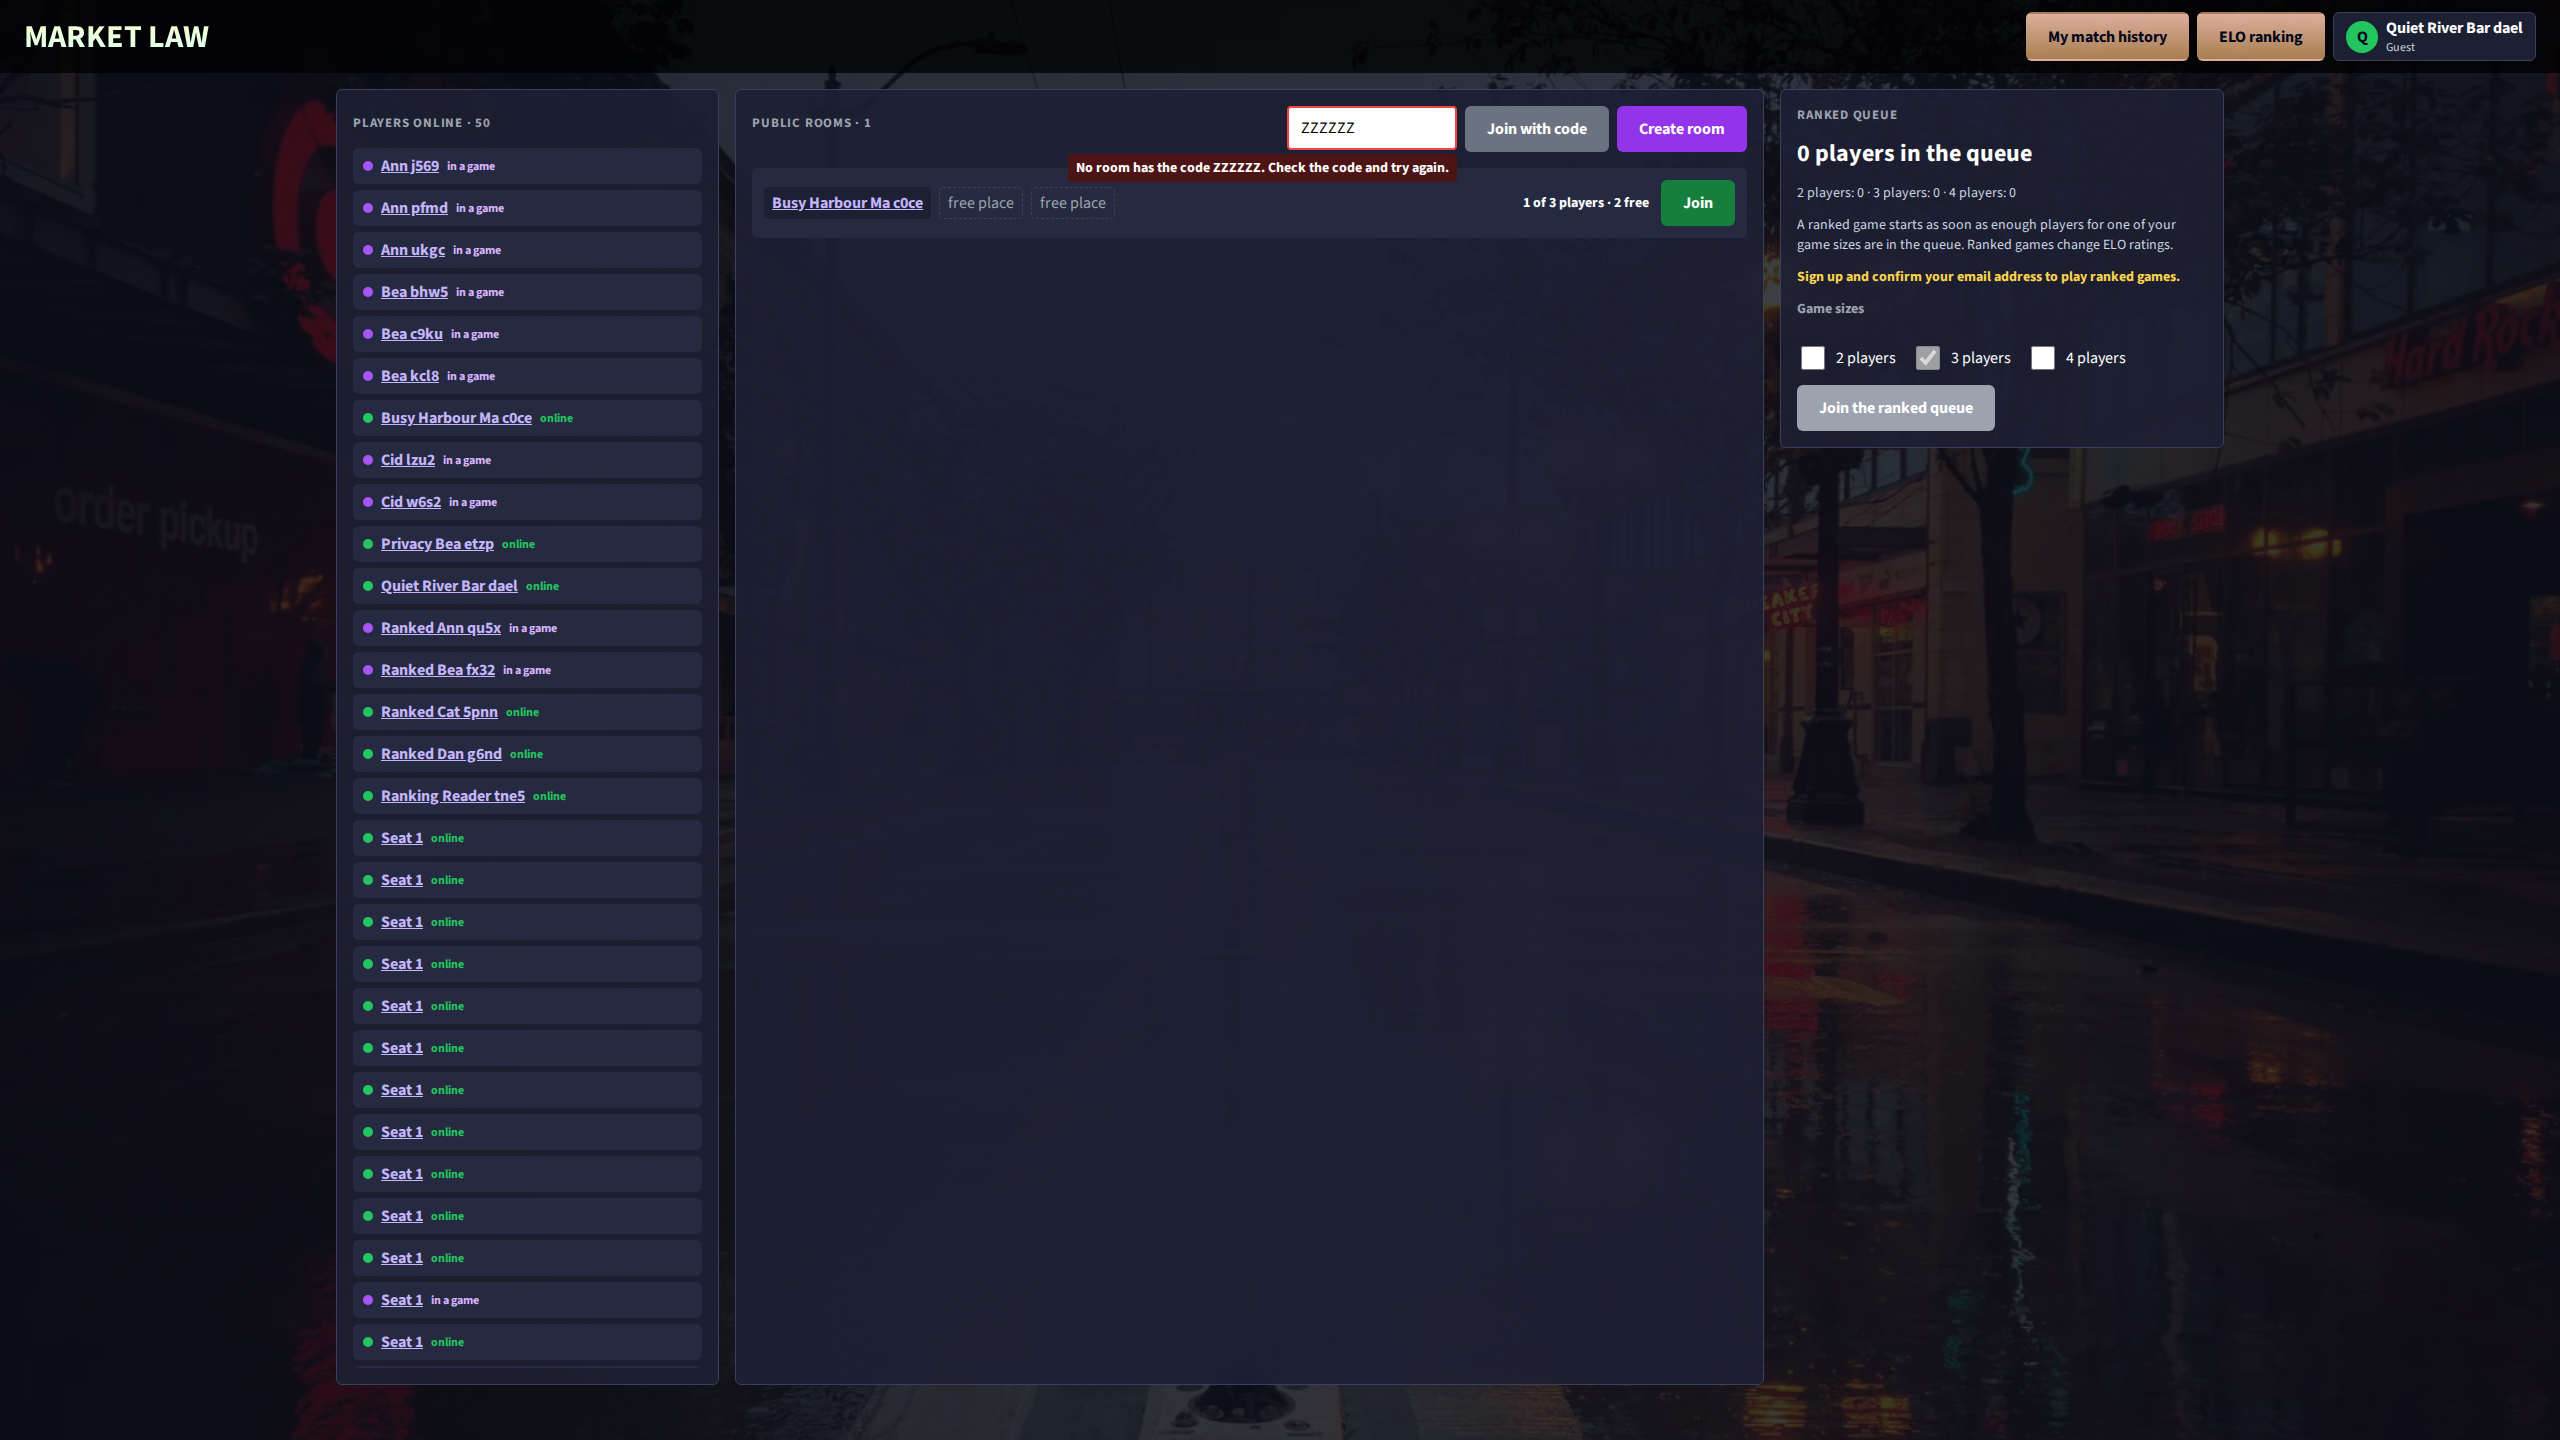 MARKET LAW
My match history
ELO ranking
Q
Quiet River Bar dael
Guest
PLAYERS ONLINE · 50
Ann j569 in a game
Ann pfmd in a game
Ann ukgc in a game
Bea bhw5 in a game
Bea c9ku in a game
Bea kcl8 in a game
Busy Harbour Ma c0ce online
Cid lzu2 in a game
Cid w6s2 in a game
Privacy Bea etzp online
Quiet River Bar dael online
Ranked Ann qu5x in a game
Ranked Bea fx32 in a game
Ranked Cat 5pnn online
Ranked Dan g6nd online
Ranking Reader tne5 online
Seat 1 online
Seat 1 online
Seat 1 online
Seat 1 online
Seat 1 online
Seat 1 online
Seat 1 online
Seat 1 online
Seat 1 online
Seat 1 online
Seat 1 online
Seat 1 in a game
Seat 1 online
PUBLIC ROOMS · 1
ZZZZZZ
Join with code
Create room
No room has the code ZZZZZZ. Check the code and try again.
Busy Harbour Ma c0ce
free place
free place
1 of 3 players · 2 free
Join
RANKED QUEUE
0 players in the queue
2 players: 0 · 3 players: 0 · 4 players: 0
A ranked game starts as soon as enough players for one of your
game sizes are in the queue. Ranked games change ELO ratings.
Sign up and confirm your email address to play ranked games.
Game sizes
2 players
3 players
4 players
Join the ranked queue
order pickup
Hard Rock
CITY